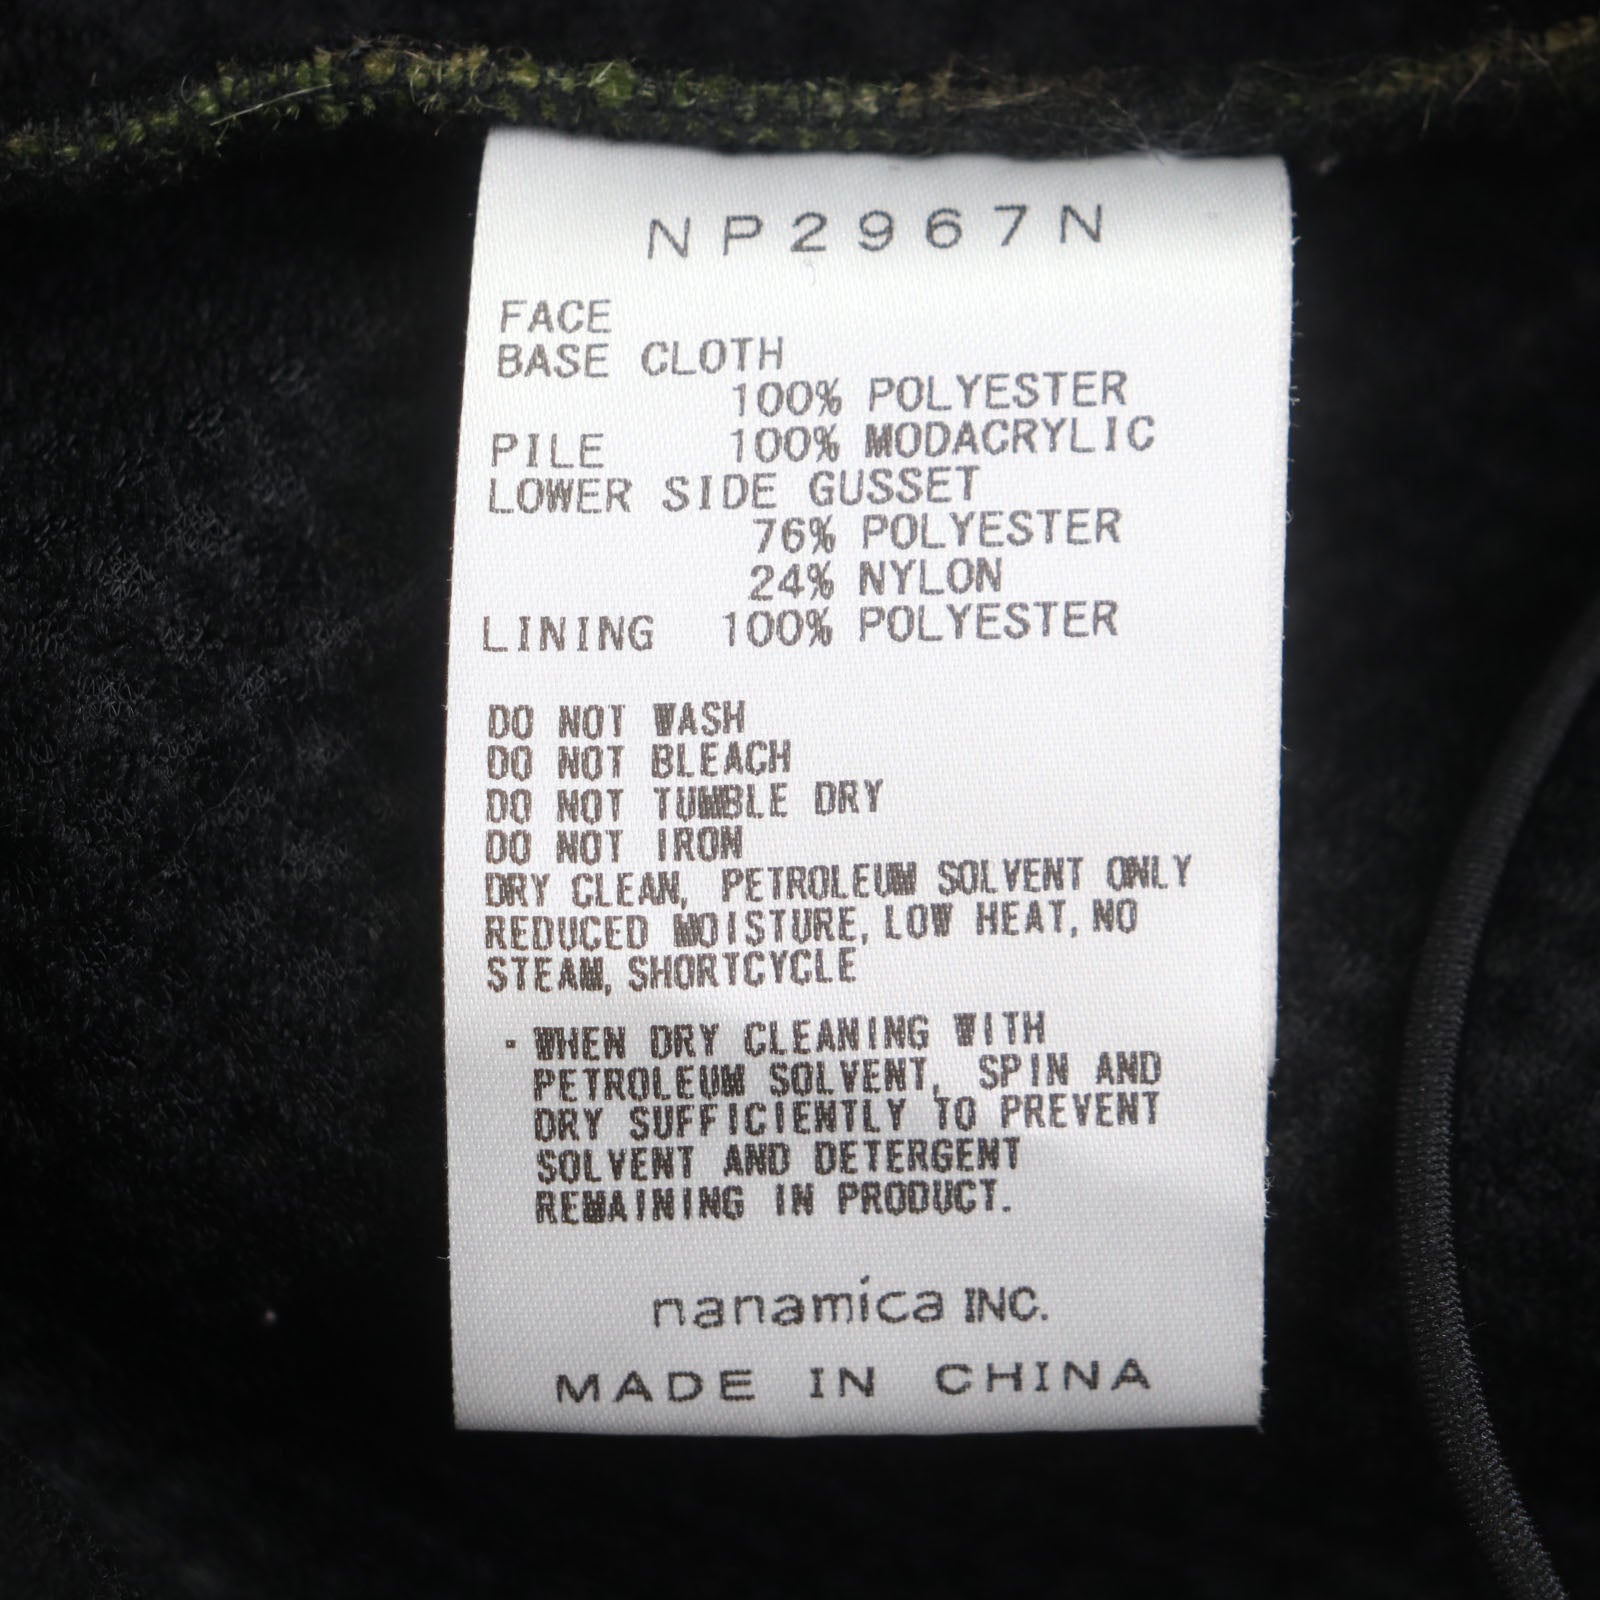 NP2967N
FACE
BASE CLOTH
100% POLYESTER
PILE 100% MODACRYLIC
LOWER SIDE GUSSET
76% POLYESTER
24% NYLON
LINING 100% POLYESTER
DO NOT WASH
DO NOT BLEACH
DO NOT TUMBLE DRY
DO NOT IRON
DRY CLEAN, PETROLEUM SOLVENT ONLY
REDUCED MOISTURE, LOW HEAT, NO
STEAM, SHORTCYCLE
・WHEN DRY CLEANING WITH
PETROLEUM SOLVENT, SPIN AND
DRY SUFFICIENTLY TO PREVENT
SOLVENT AND DETERGENT
REMAINING IN PRODUCT.
nanamica INC.
MADE IN CHINA